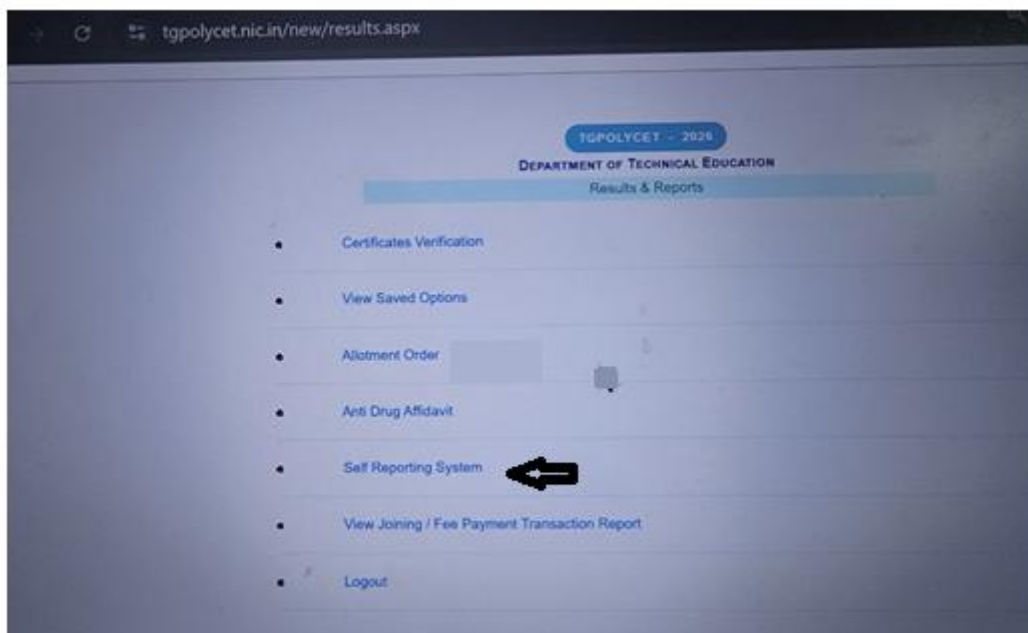 tgpolycet.nic.in/new/results.aspx
TGPOLYCET - 2026
DEPARTMENT OF TECHNICAL EDUCATION
Results & Reports
Certificates Verification
View Saved Options
Allotment Order
Anti Drug Affidavit
Self Reporting System
View Joining / Fee Payment Transaction Report
Logout